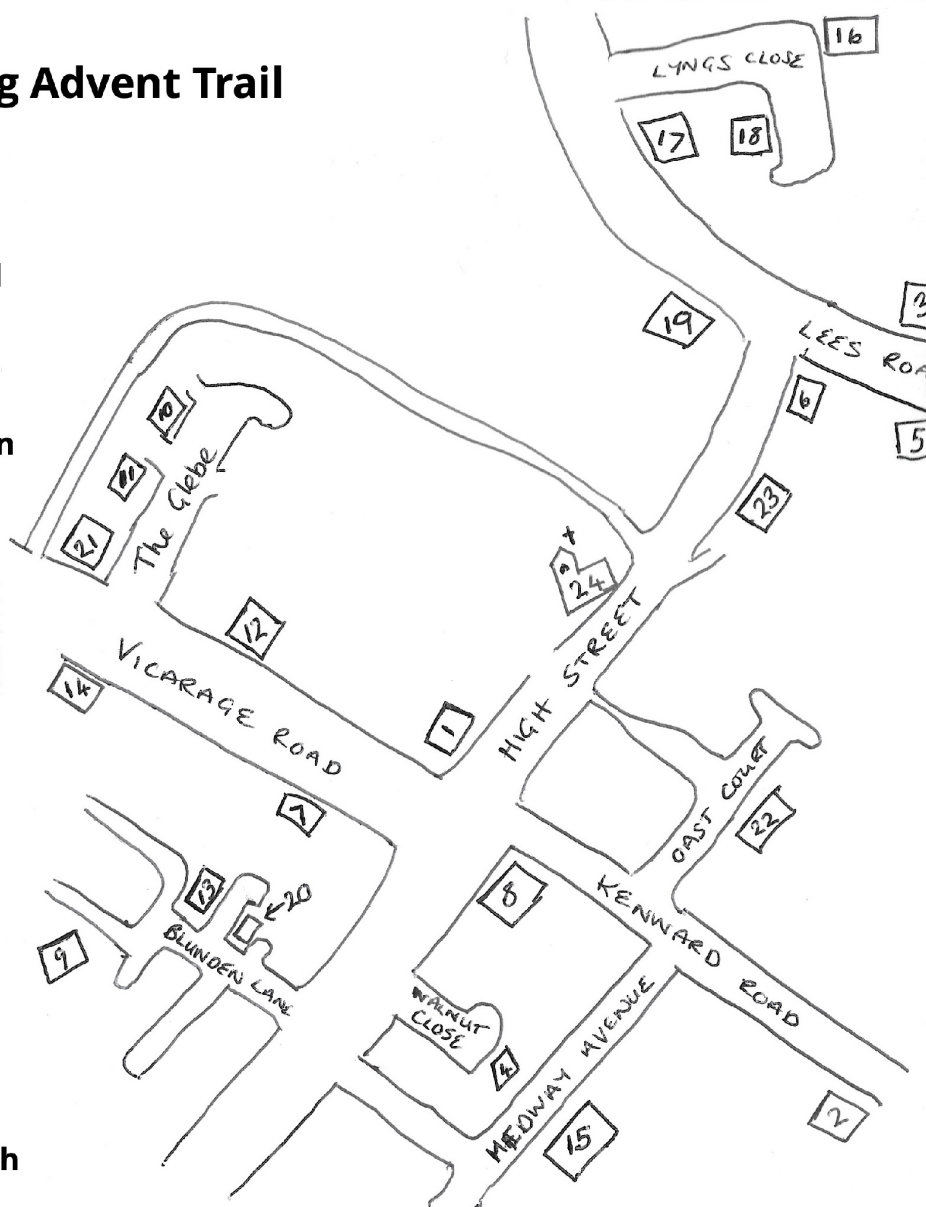 g Advent Trail
16
LYNGS CLOSE
17
18
3
19
LEES ROA
6
5
10
n
11
The Glebe
23
21
24
HIGH STREET
12
VICARAGE ROAD
14
1
7
OAST COURT
22
8
KENWARD ROAD
13
20
9
BLUNDEN LANE
WALNUT
CLOSE
MEDWAY AVENUE
4
2
15
h